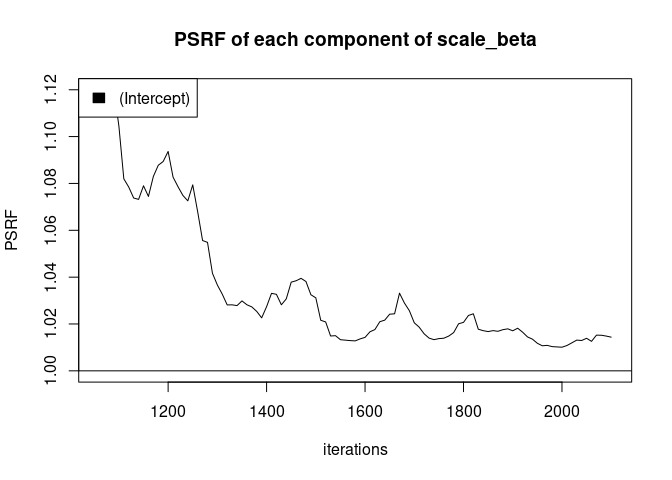 PSRF of each component of scale_beta
(Intercept)
PSRF
1.12
1.10
1.08
1.06
1.04
1.02
1.00
1200 1400 1600 1800 2000
iterations